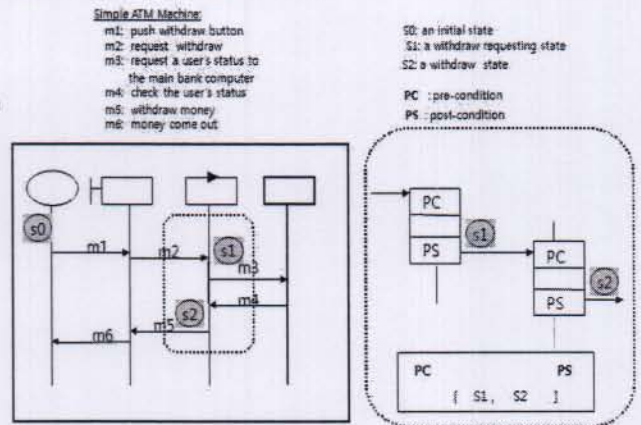 Simple ATM Machine:
m1: push withdraw button
m2: request withdraw
m3: request a user's status to
the main bank computer
m4: check the user's status
m5: withdraw money
m6: money come out
S0: an initial state
S1: a withdraw requesting state
S2: a withdraw state
PC : pre-condition
PS : post-condition
s0
m1
m2
s1
m3
m4
s2
m5
m6
PC
PS
s1
PC
PS
s2
PC PS
[ S1, S2 ]